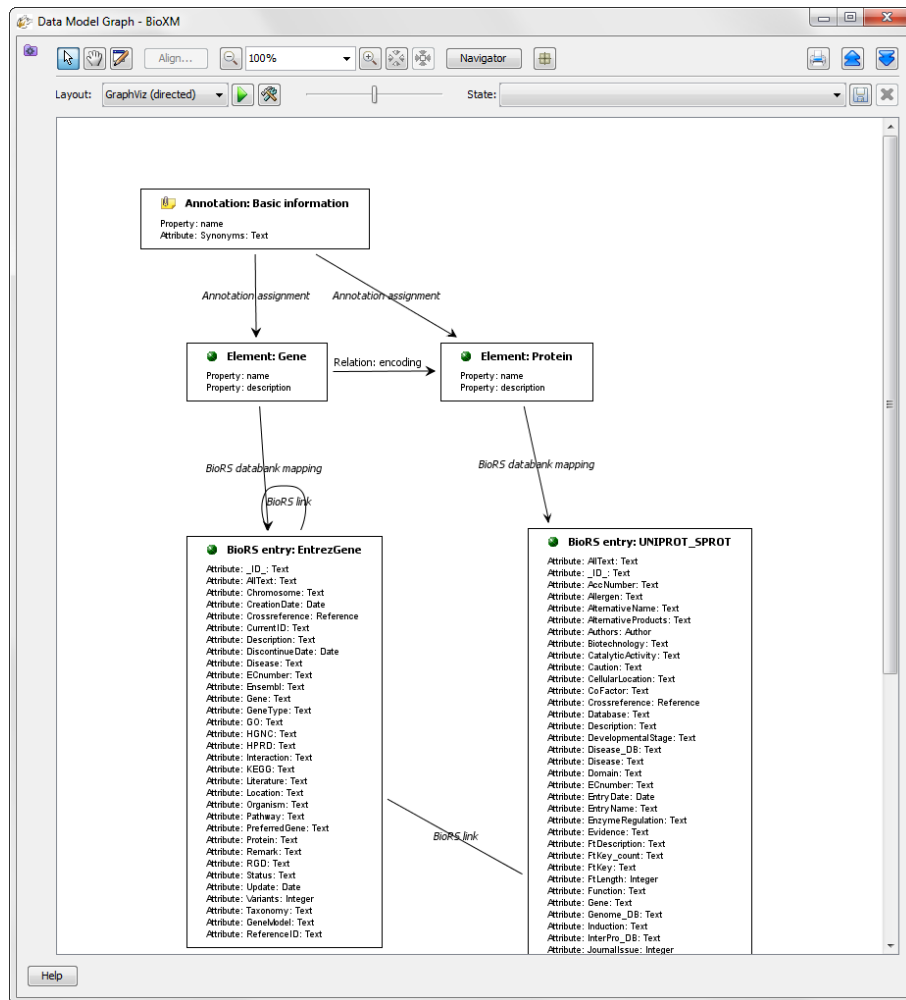 Data Model Graph - BioXM
Align...
100%
Navigator
Layout:
GraphViz (directed)
State:
Annotation: Basic information
Property: name
Attribute: Synonyms: Text
Annotation assignment
Annotation assignment
Element: Gene
Property: name
Property: description
Relation: encoding
Element: Protein
Property: name
Property: description
BioRS databank mapping
BioRS databank mapping
BioRS link
BioRS entry: EntrezGene
Attribute: _ID_: Text
Attribute: AllText: Text
Attribute: Chromosome: Text
Attribute: CreationDate: Date
Attribute: Crossreference: Reference
Attribute: CurrentID: Text
Attribute: Description: Text
Attribute: DiscontinueDate: Date
Attribute: Disease: Text
Attribute: ECnumber: Text
Attribute: Ensembl: Text
Attribute: Gene: Text
Attribute: GeneType: Text
Attribute: GO: Text
Attribute: HGNC: Text
Attribute: HPRD: Text
Attribute: Interaction: Text
Attribute: KEGG: Text
Attribute: Literature: Text
Attribute: Location: Text
Attribute: Organism: Text
Attribute: Pathway: Text
Attribute: PreferredGene: Text
Attribute: Protein: Text
Attribute: Remark: Text
Attribute: RGD: Text
Attribute: Status: Text
Attribute: Update: Date
Attribute: Variants: Integer
Attribute: Taxonomy: Text
Attribute: GeneModel: Text
Attribute: ReferenceID: Text
BioRS link
BioRS entry: UNIPROT_SPROT
Attribute: AllText: Text
Attribute: _ID_: Text
Attribute: AccNumber: Text
Attribute: Allergen: Text
Attribute: AlternativeName: Text
Attribute: AlternativeProducts: Text
Attribute: Authors: Author
Attribute: Biotechnology: Text
Attribute: CatalyticActivity: Text
Attribute: Caution: Text
Attribute: CellularLocation: Text
Attribute: CoFactor: Text
Attribute: Crossreference: Reference
Attribute: Database: Text
Attribute: Description: Text
Attribute: DevelopmentalStage: Text
Attribute: Disease_DB: Text
Attribute: Disease: Text
Attribute: Domain: Text
Attribute: ECnumber: Text
Attribute: EntryDate: Date
Attribute: EntryName: Text
Attribute: EnzymeRegulation: Text
Attribute: Evidence: Text
Attribute: FtDescription: Text
Attribute: FtKey_count: Text
Attribute: FtKey: Text
Attribute: FtLength: Integer
Attribute: Function: Text
Attribute: Gene: Text
Attribute: Genome_DB: Text
Attribute: Induction: Text
Attribute: InterPro_DB: Text
Attribute: JournalIssue: Integer
Help